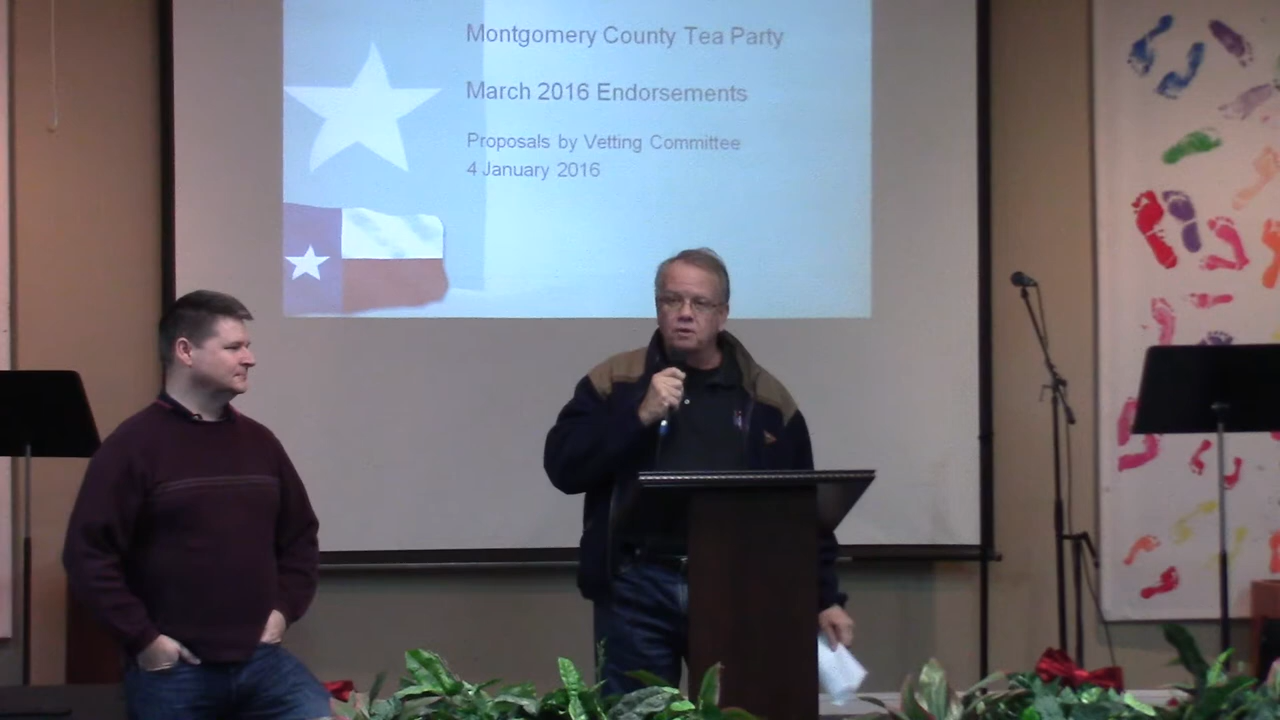 Montgomery County Tea Party
March 2016 Endorsements
Proposals by Vetting Committee
4 January 2016